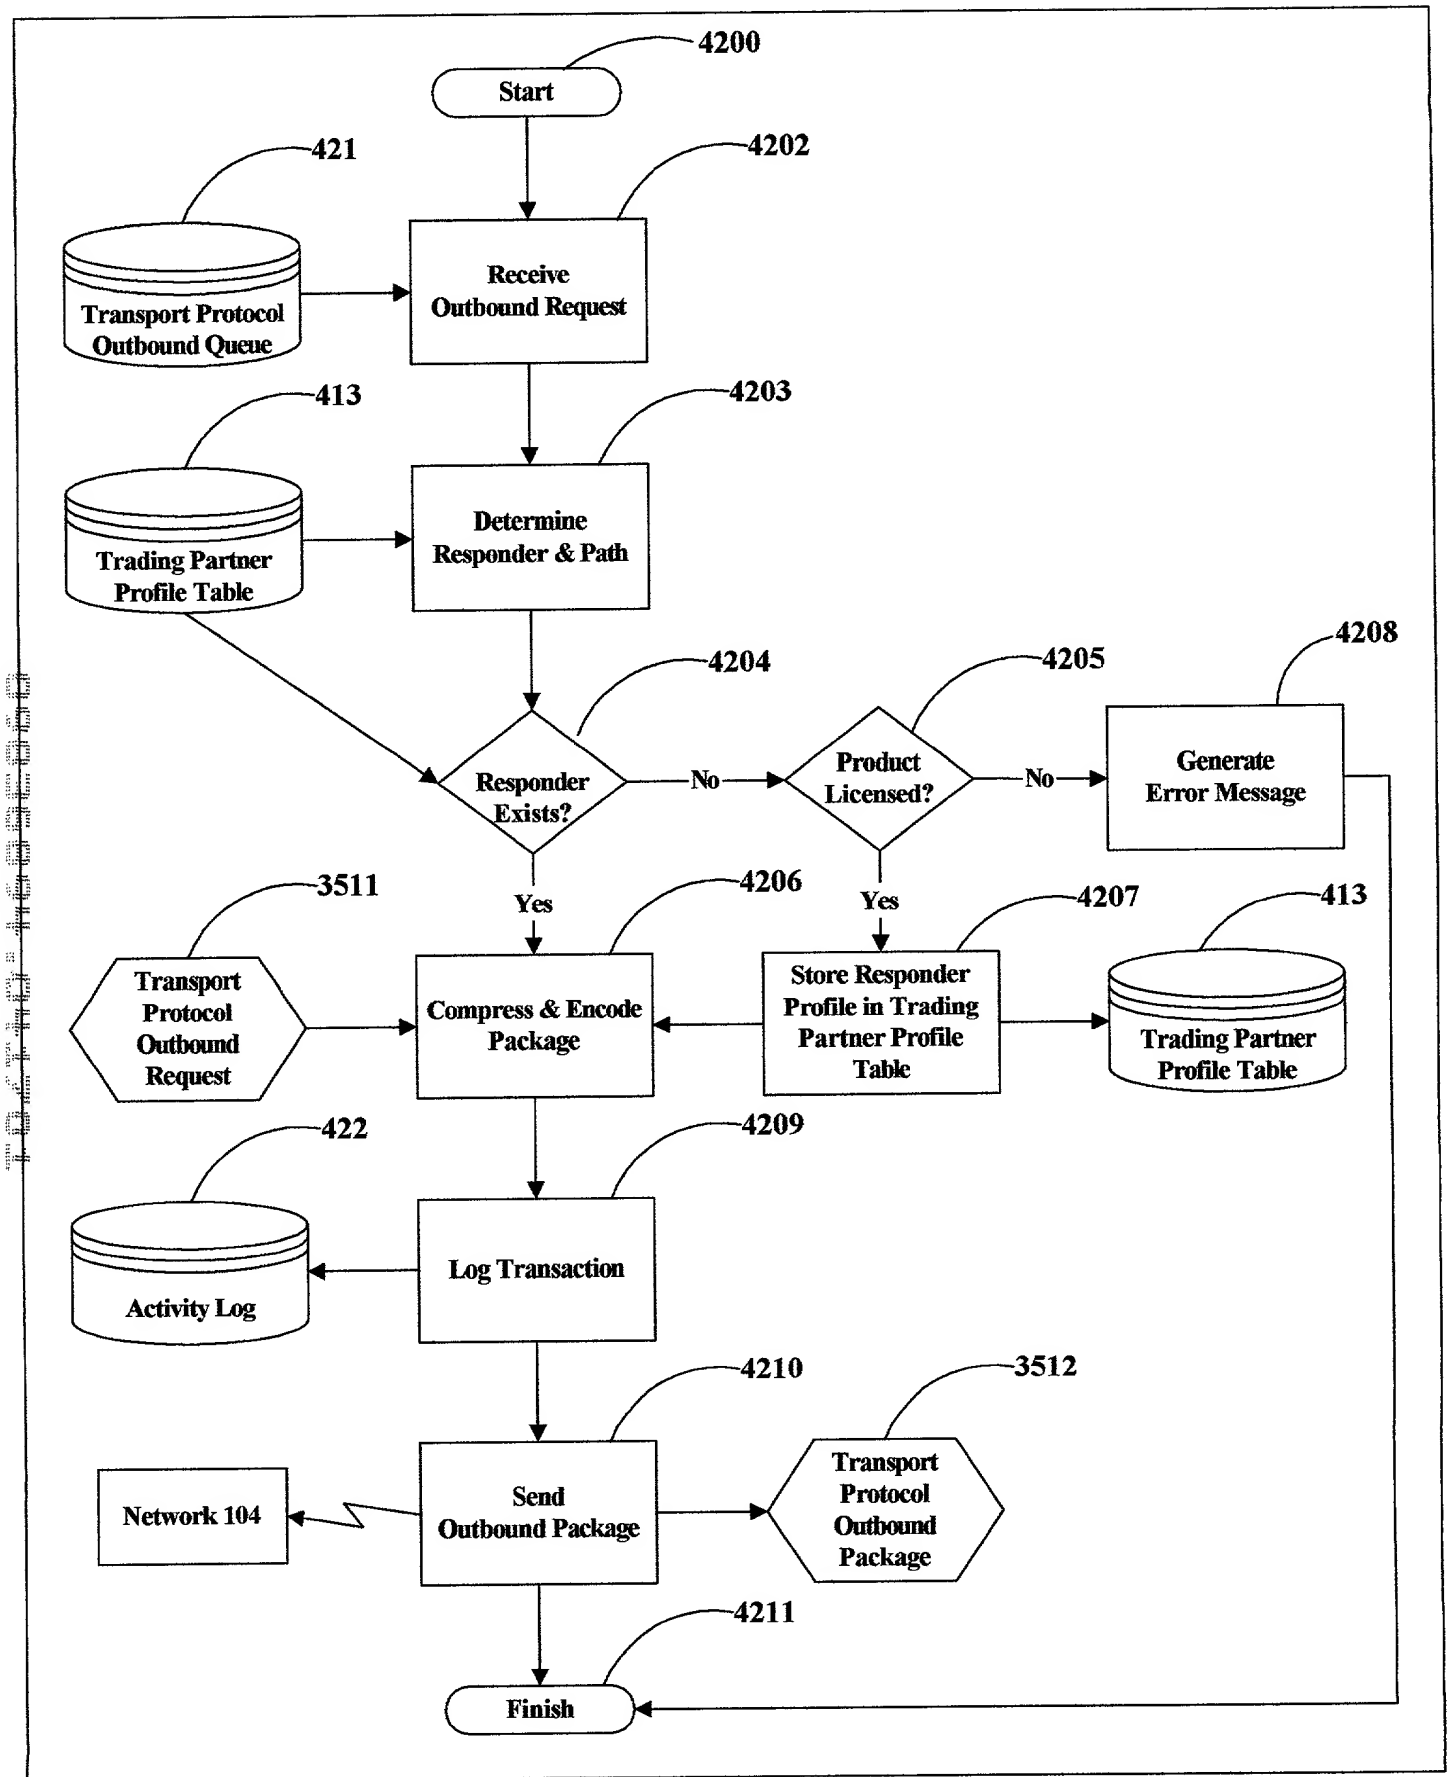 4200
Start
421
4202
Transport Protocol
Outbound Queue
Receive
Outbound Request
413
4203
Trading Partner
Profile Table
Determine
Responder & Path
4204
4205
4208
Responder
Exists?
No
Product
Licensed?
No
Generate
Error Message
Yes
Yes
3511
4206
4207
413
Transport
Protocol
Outbound
Request
Compress & Encode
Package
Store Responder
Profile in Trading
Partner Profile
Table
Trading Partner
Profile Table
422
4209
Activity Log
Log Transaction
4210
3512
Network 104
Send
Outbound Package
Transport
Protocol
Outbound
Package
4211
Finish